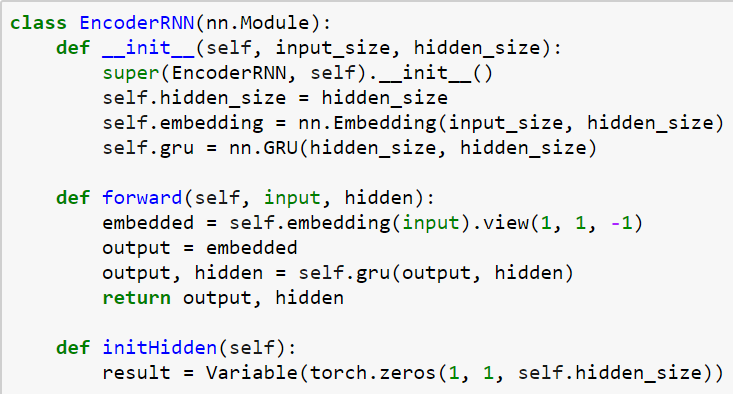 class EncoderRNN(nn.Module):
    def __init__(self, input_size, hidden_size):
        super(EncoderRNN, self).__init__()
        self.hidden_size = hidden_size
        self.embedding = nn.Embedding(input_size, hidden_size)
        self.gru = nn.GRU(hidden_size, hidden_size)

    def forward(self, input, hidden):
        embedded = self.embedding(input).view(1, 1, -1)
        output = embedded
        output, hidden = self.gru(output, hidden)
        return output, hidden

    def initHidden(self):
        result = Variable(torch.zeros(1, 1, self.hidden_size))